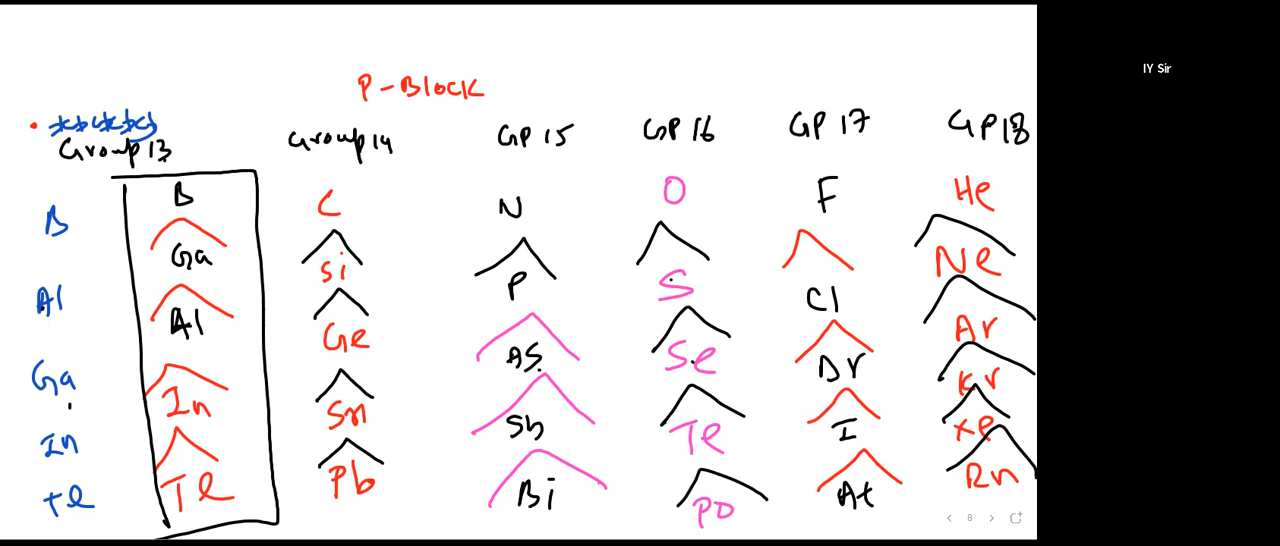 P-BLOCK
IY Sir
Group 13 Group 14 GP 15 GP 16 GP 17 GP 18
B B C N O F He
Ga Si P S Cl Ne
Al Al Ge As. Se Br Ar
Ga In Sn Sb Te I Kr
In Tl Pb Bi Po At Xe
Tl Rn
8